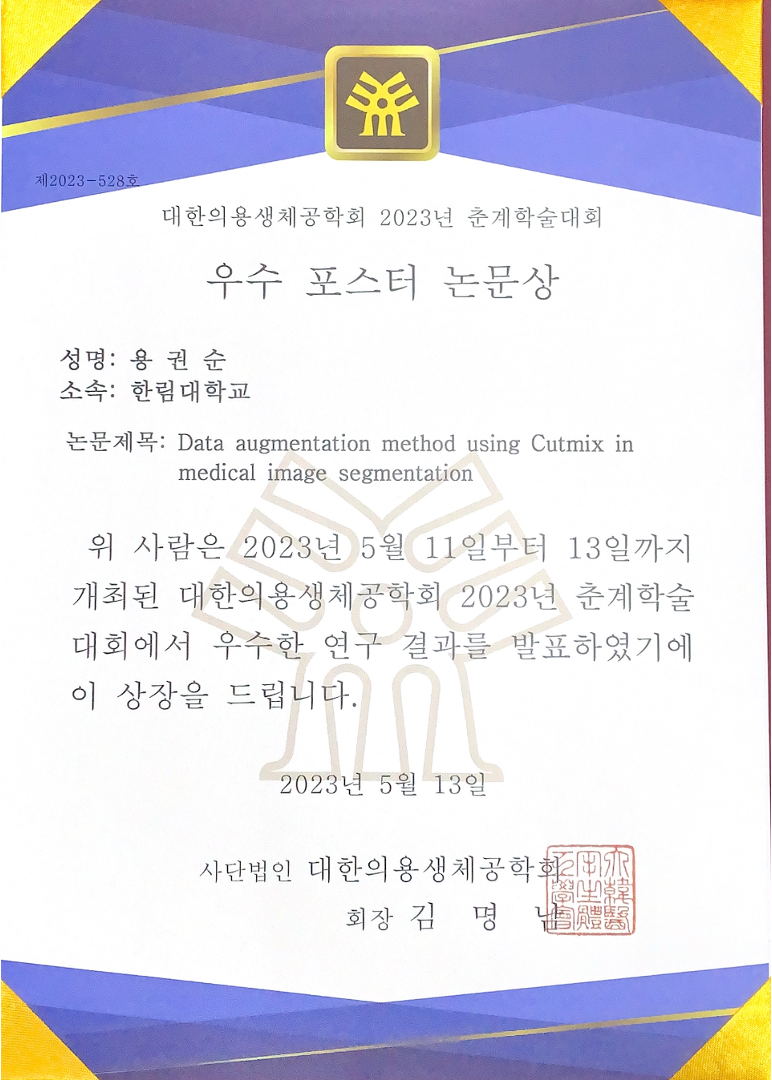 제2023-528호
대한의용생체공학회 2023년 춘계학술대회
우수 포스터 논문상
성명: 용 권 순
소속: 한림대학교
논문제목: Data augmentation method using Cutmix in
medical image segmentation
위 사람은 2023년 5월 11일부터 13일까지
개최된 대한의용생체공학회 2023년 춘계학술
대회에서 우수한 연구 결과를 발표하였기에
이 상장을 드립니다.
2023년 5월 13일
사단법인 대한의용생체공학회
회장 김 명 남